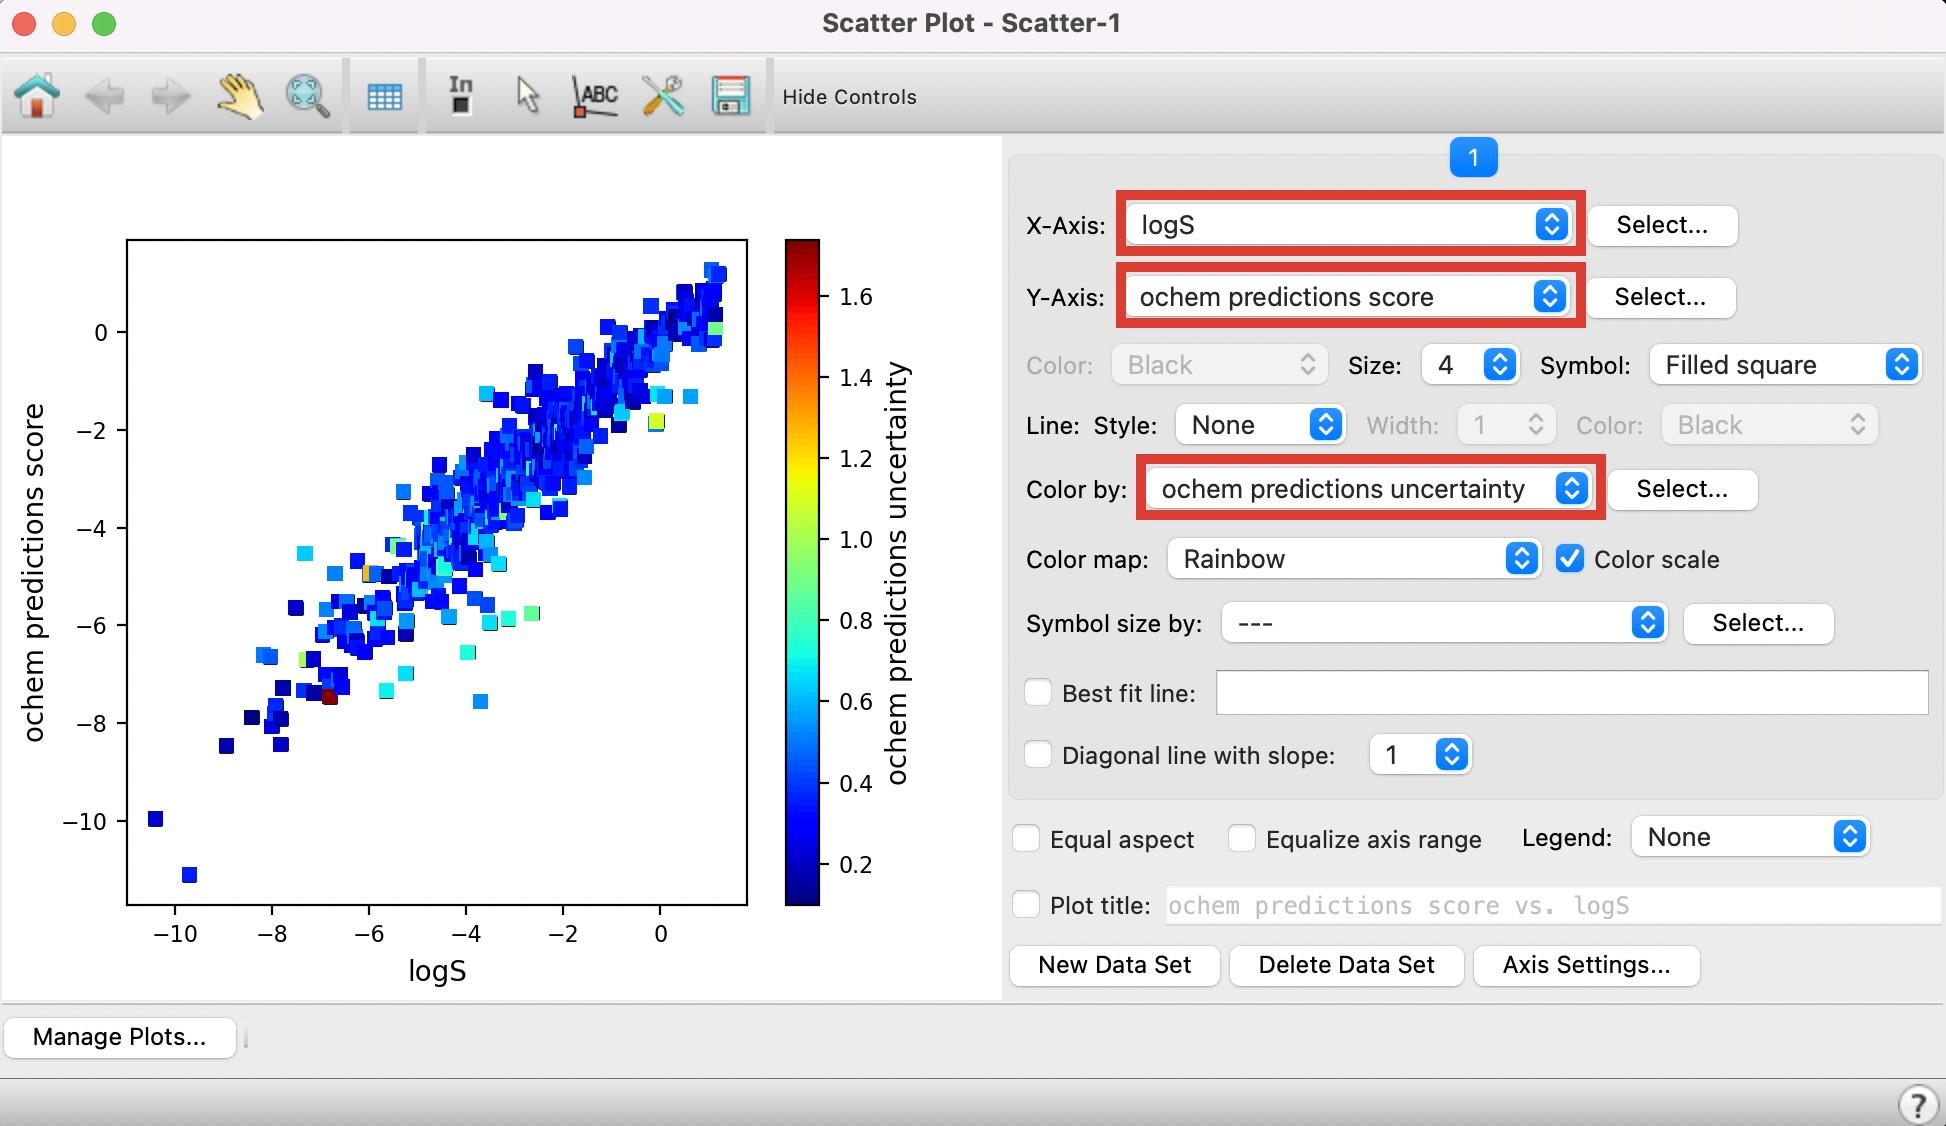 Scatter Plot - Scatter-1
In
ABC
Hide Controls
1
X-Axis: logS Select...
Y-Axis: ochem predictions score Select...
Color: Black Size: 4 Symbol: Filled square
Line: Style: None Width: 1 Color: Black
Color by: ochem predictions uncertainty Select...
Color map: Rainbow Color scale
Symbol size by: --- Select...
Best fit line:
Diagonal line with slope: 1
Equal aspect Equalize axis range Legend: None
Plot title: ochem predictions score vs. logS
New Data Set Delete Data Set Axis Settings...
ochem predictions score
0
−2
−4
−6
−8
−10
−10 −8 −6 −4 −2 0
logS
1.6
1.4
1.2
1.0
0.8
0.6
0.4
0.2
ochem predictions uncertainty
Manage Plots...
?